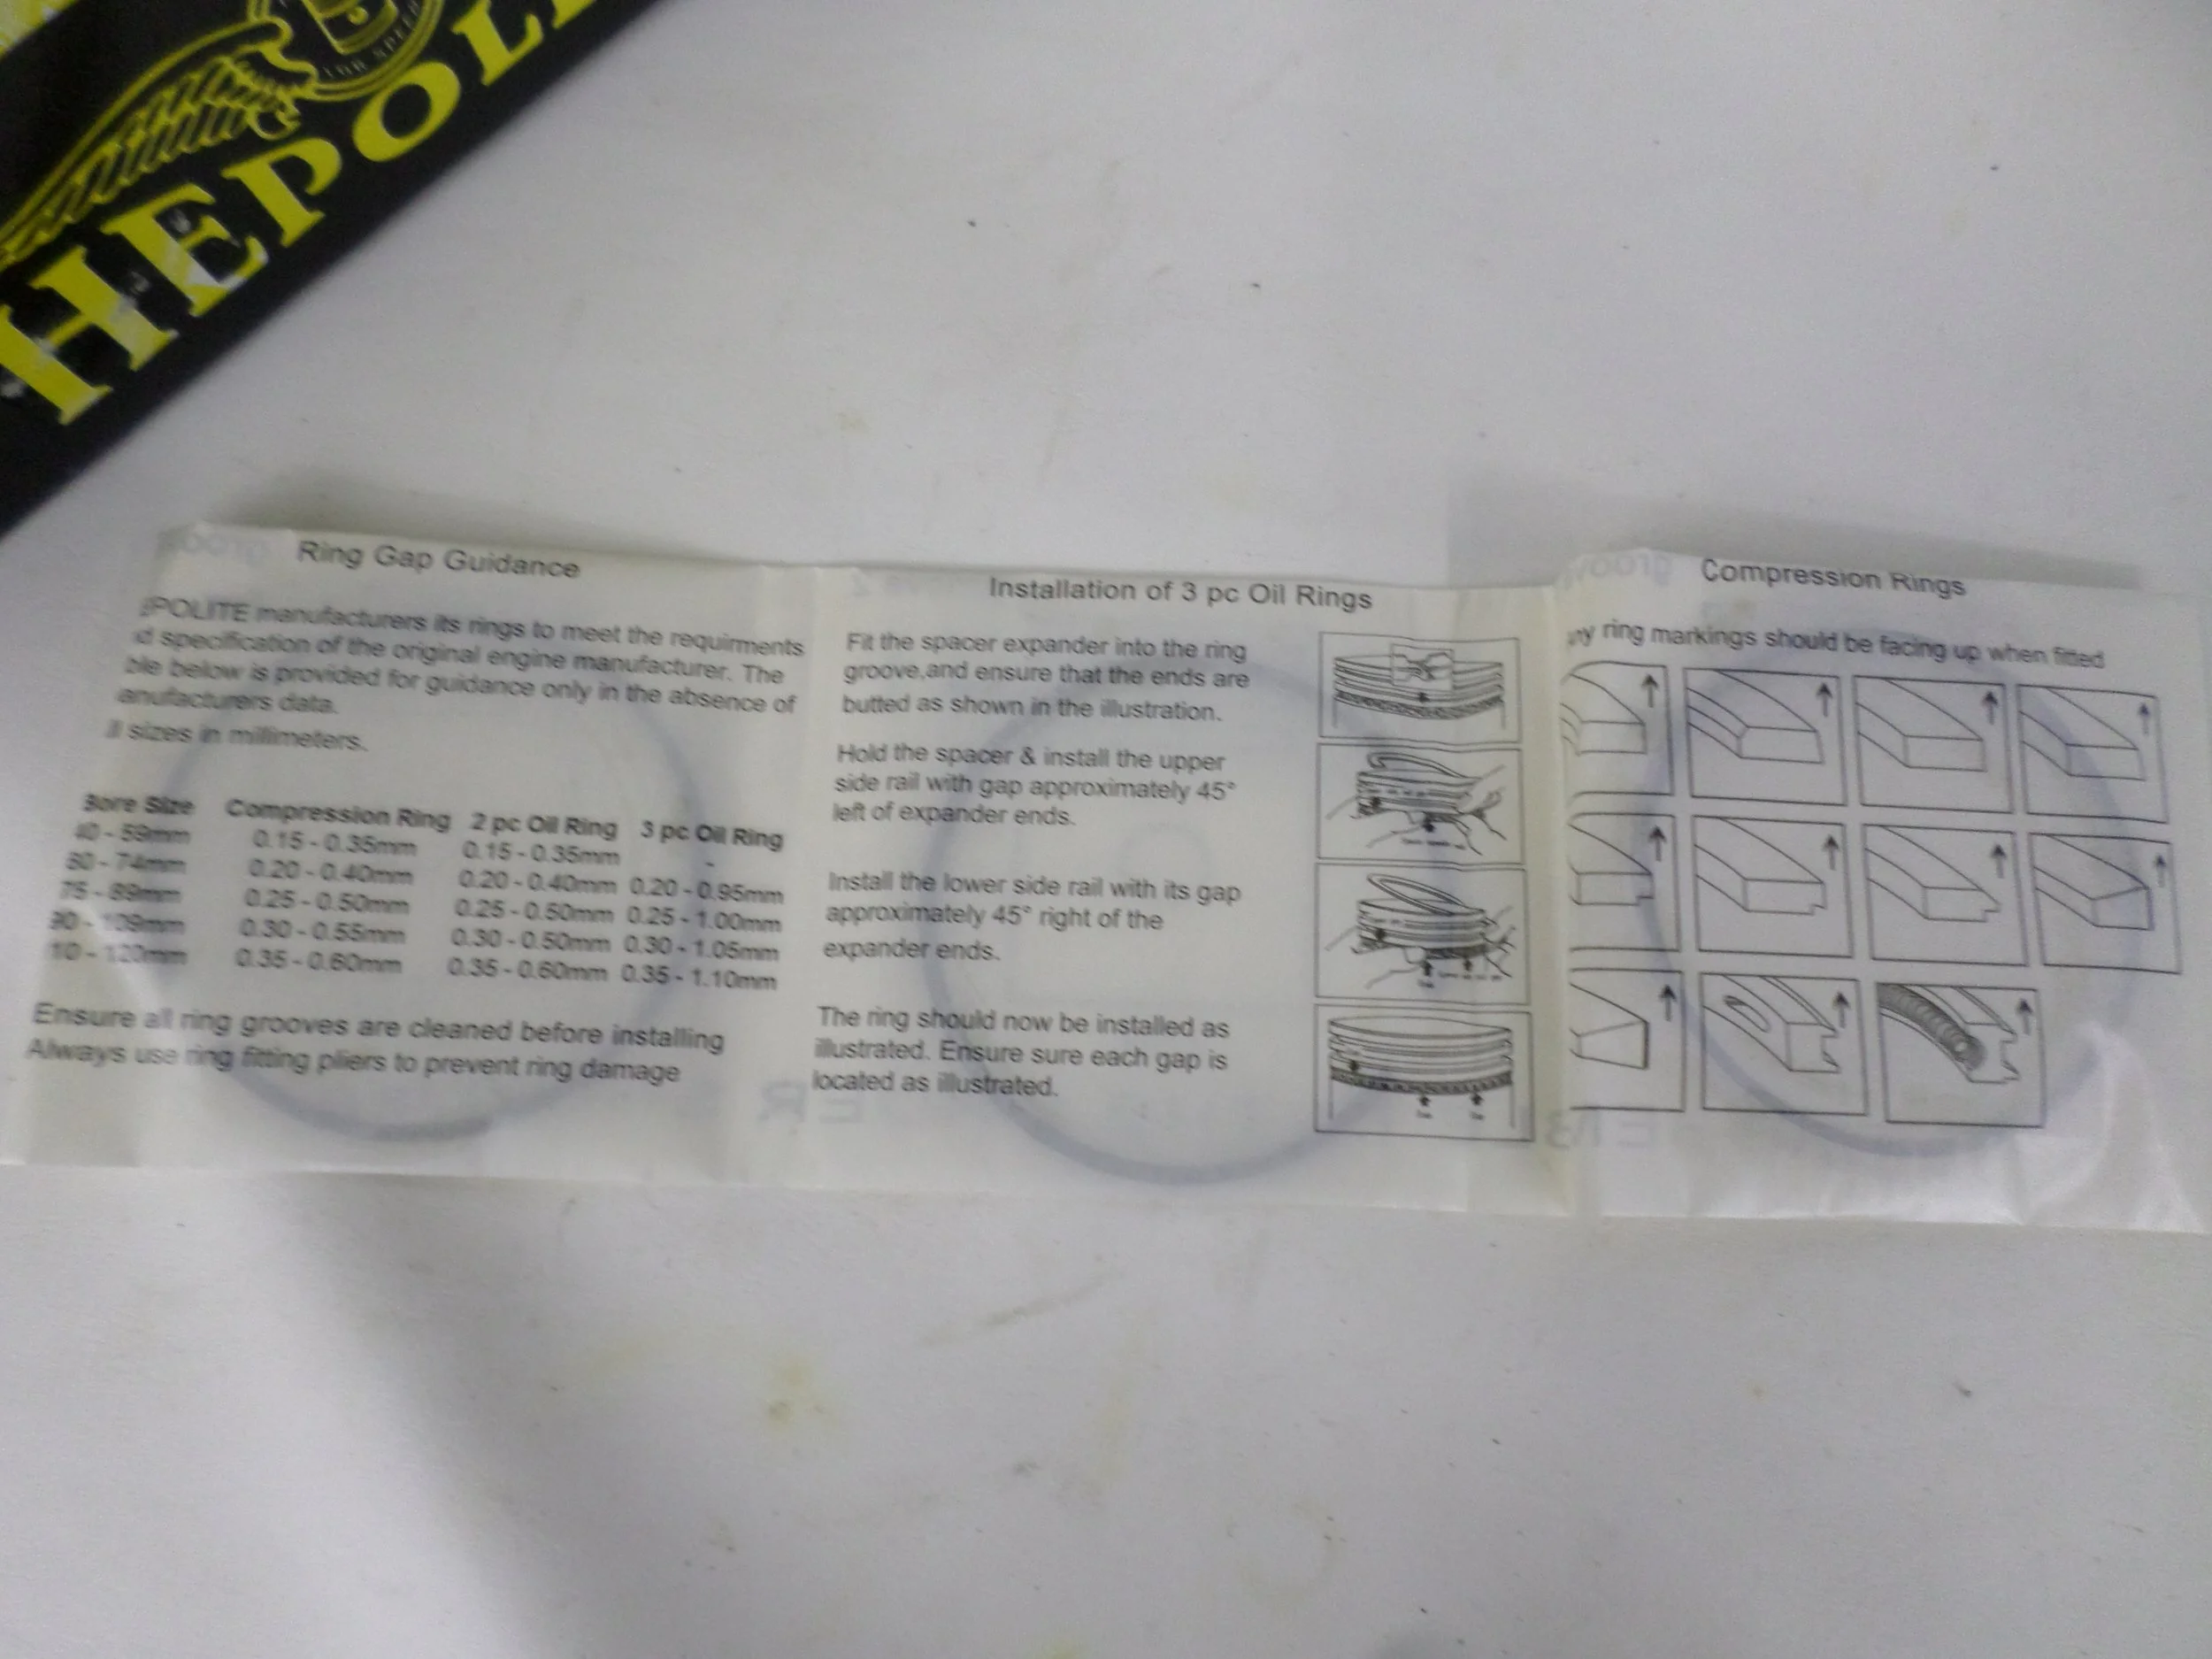 FOR SPEED
HEPOLI
Ring Gap Guidance
POLITE manufacturers its rings to meet the requirments
d specification of the original engine manufacturer. The
ble below is provided for guidance only in the absence of
anufacturers data.
sizes in millimeters.
Bore Size Compression Ring 2 pc Oil Ring 3 pc Oil Ring
40 - 59mm 0.15 - 0.35mm 0.15 - 0.35mm -
60 - 74mm 0.20 - 0.40mm 0.20 - 0.40mm 0.20 - 0.95mm
75 - 89mm 0.25 - 0.50mm 0.25 - 0.50mm 0.25 - 1.00mm
90 - 109mm 0.30 - 0.55mm 0.30 - 0.50mm 0.30 - 1.05mm
10 - 120mm 0.35 - 0.60mm 0.35 - 0.60mm 0.35 - 1.10mm
Ensure all ring grooves are cleaned before installing
Always use ring fitting pliers to prevent ring damage
Installation of 3 pc Oil Rings
Fit the spacer expander into the ring
groove,and ensure that the ends are
butted as shown in the illustration.
Hold the spacer & install the upper
side rail with gap approximately 45°
left of expander ends.
Install the lower side rail with its gap
approximately 45° right of the
expander ends.
The ring should now be installed as
illustrated. Ensure sure each gap is
located as illustrated.
Compression Rings
ny ring markings should be facing up when fitted